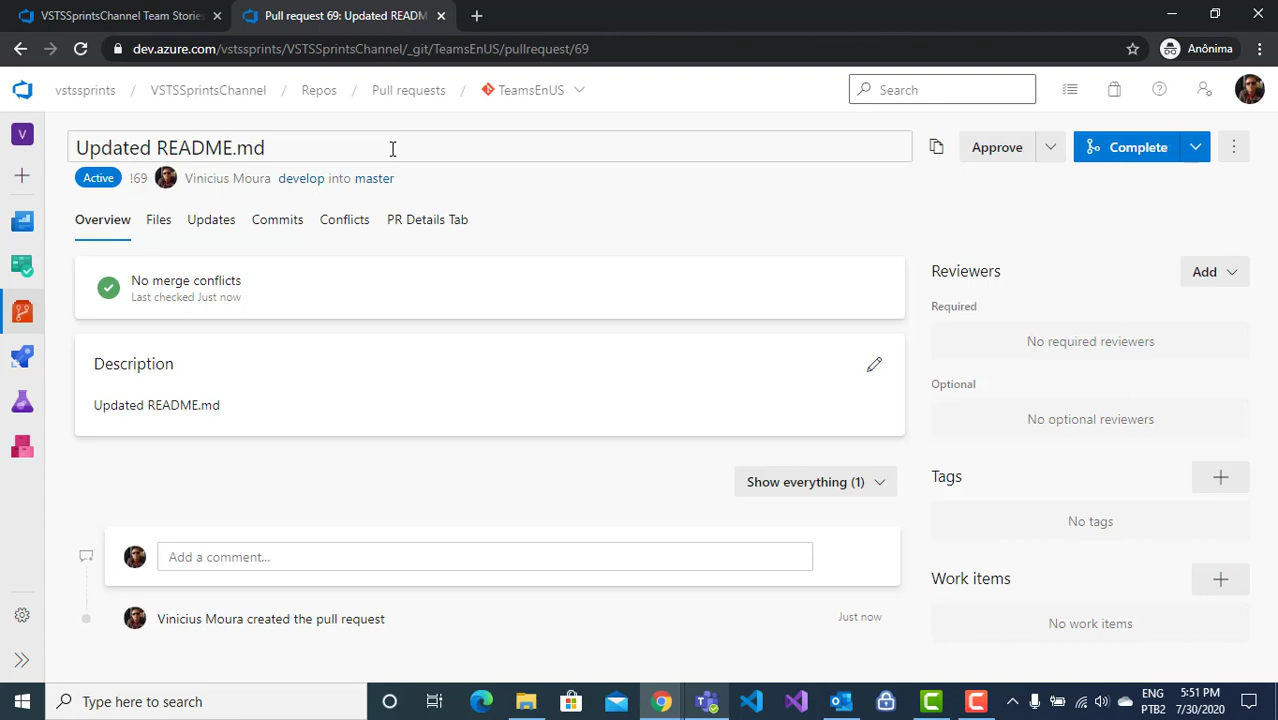 VSTSSprintsChannel Team Stories
Pull request 69: Updated READM
dev.azure.com/vstssprints/VSTSSprintsChannel/_git/TeamsEnUS/pullrequest/69
Anônima
vstssprints / VSTSSprintsChannel / Repos / Pull requests / TeamsEnUS
Search
V
Updated README.md
Approve
Complete
Active !69 Vinicius Moura develop into master
Overview Files Updates Commits Conflicts PR Details Tab
No merge conflicts
Last checked Just now
Reviewers
Add
Required
No required reviewers
Description
Updated README.md
Optional
No optional reviewers
Show everything (1)
Tags
No tags
Add a comment...
Work items
No work items
Vinicius Moura created the pull request
Just now
Type here to search
ENG
PTB2
5:51 PM
7/30/2020